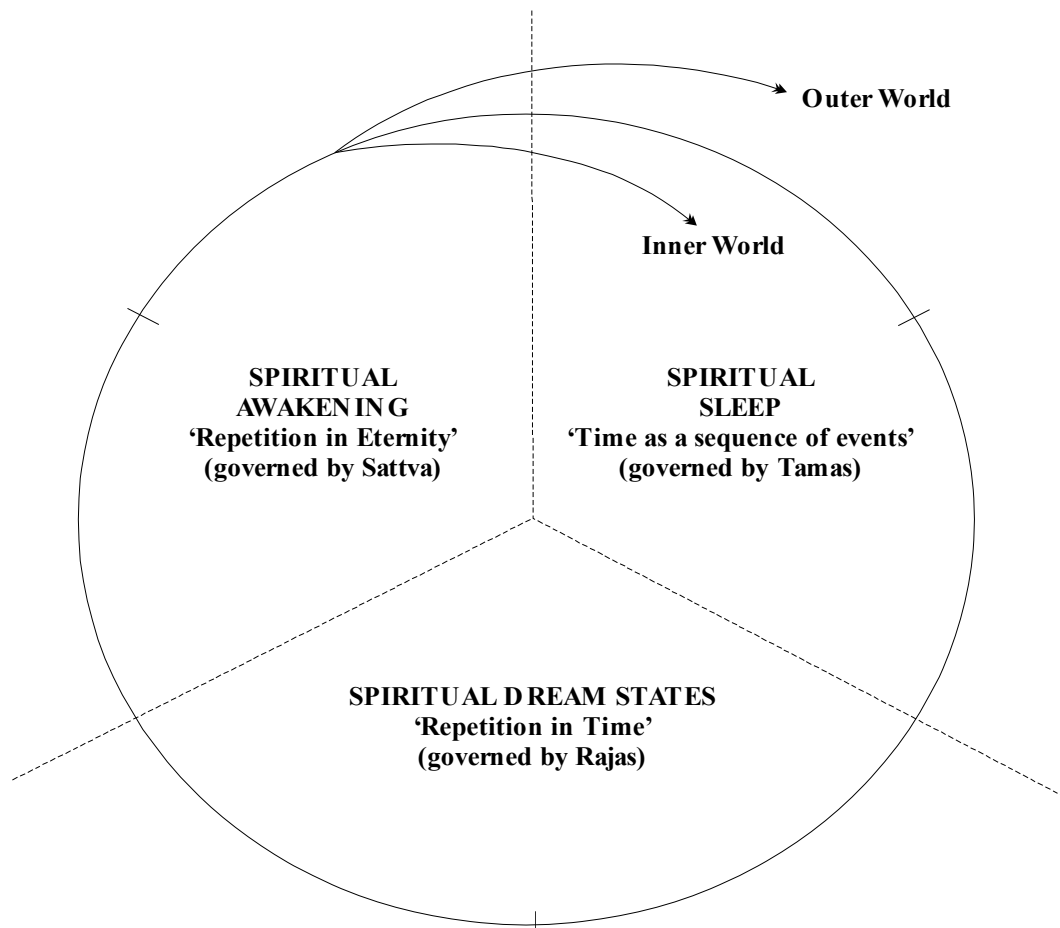 Outer World
Inner World
SPIRITUAL
AWAKENING
‘Repetition in Eternity’
(governed by Sattva)
SPIRITUAL
SLEEP
‘Time as a sequence of events’
(governed by Tamas)
SPIRITUAL DREAM STATES
‘Repetition in Time’
(governed by Rajas)